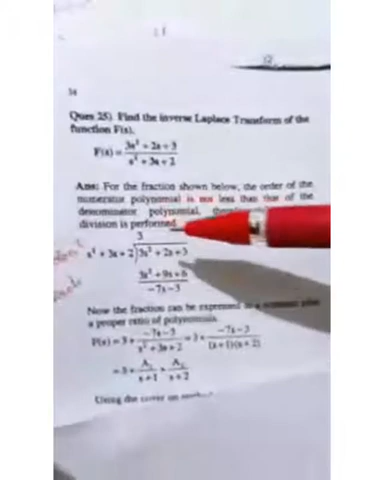 34
Ques 25) Find the inverse Laplace Transform of the
function F(s).
F(s) = 3s² + 2s + 3
s² + 3s + 2
Ans: For the fraction shown below, the order of the
numerator polynomial is not less than that of the
denominator polynomial,
division is performed
3
s² + 3s + 2)3s² + 2s + 3
3s² + 9s + 6
-7s - 3
Now the fraction can be expressed
a proper ratio of polynomials.
F(s) = 3 + -7s - 3 = 3 + -7s - 3
s² + 3s + 2 (s + 1)(s + 2)
= 3 + A₁ + A₂
s + 1 s + 2
Using the cover